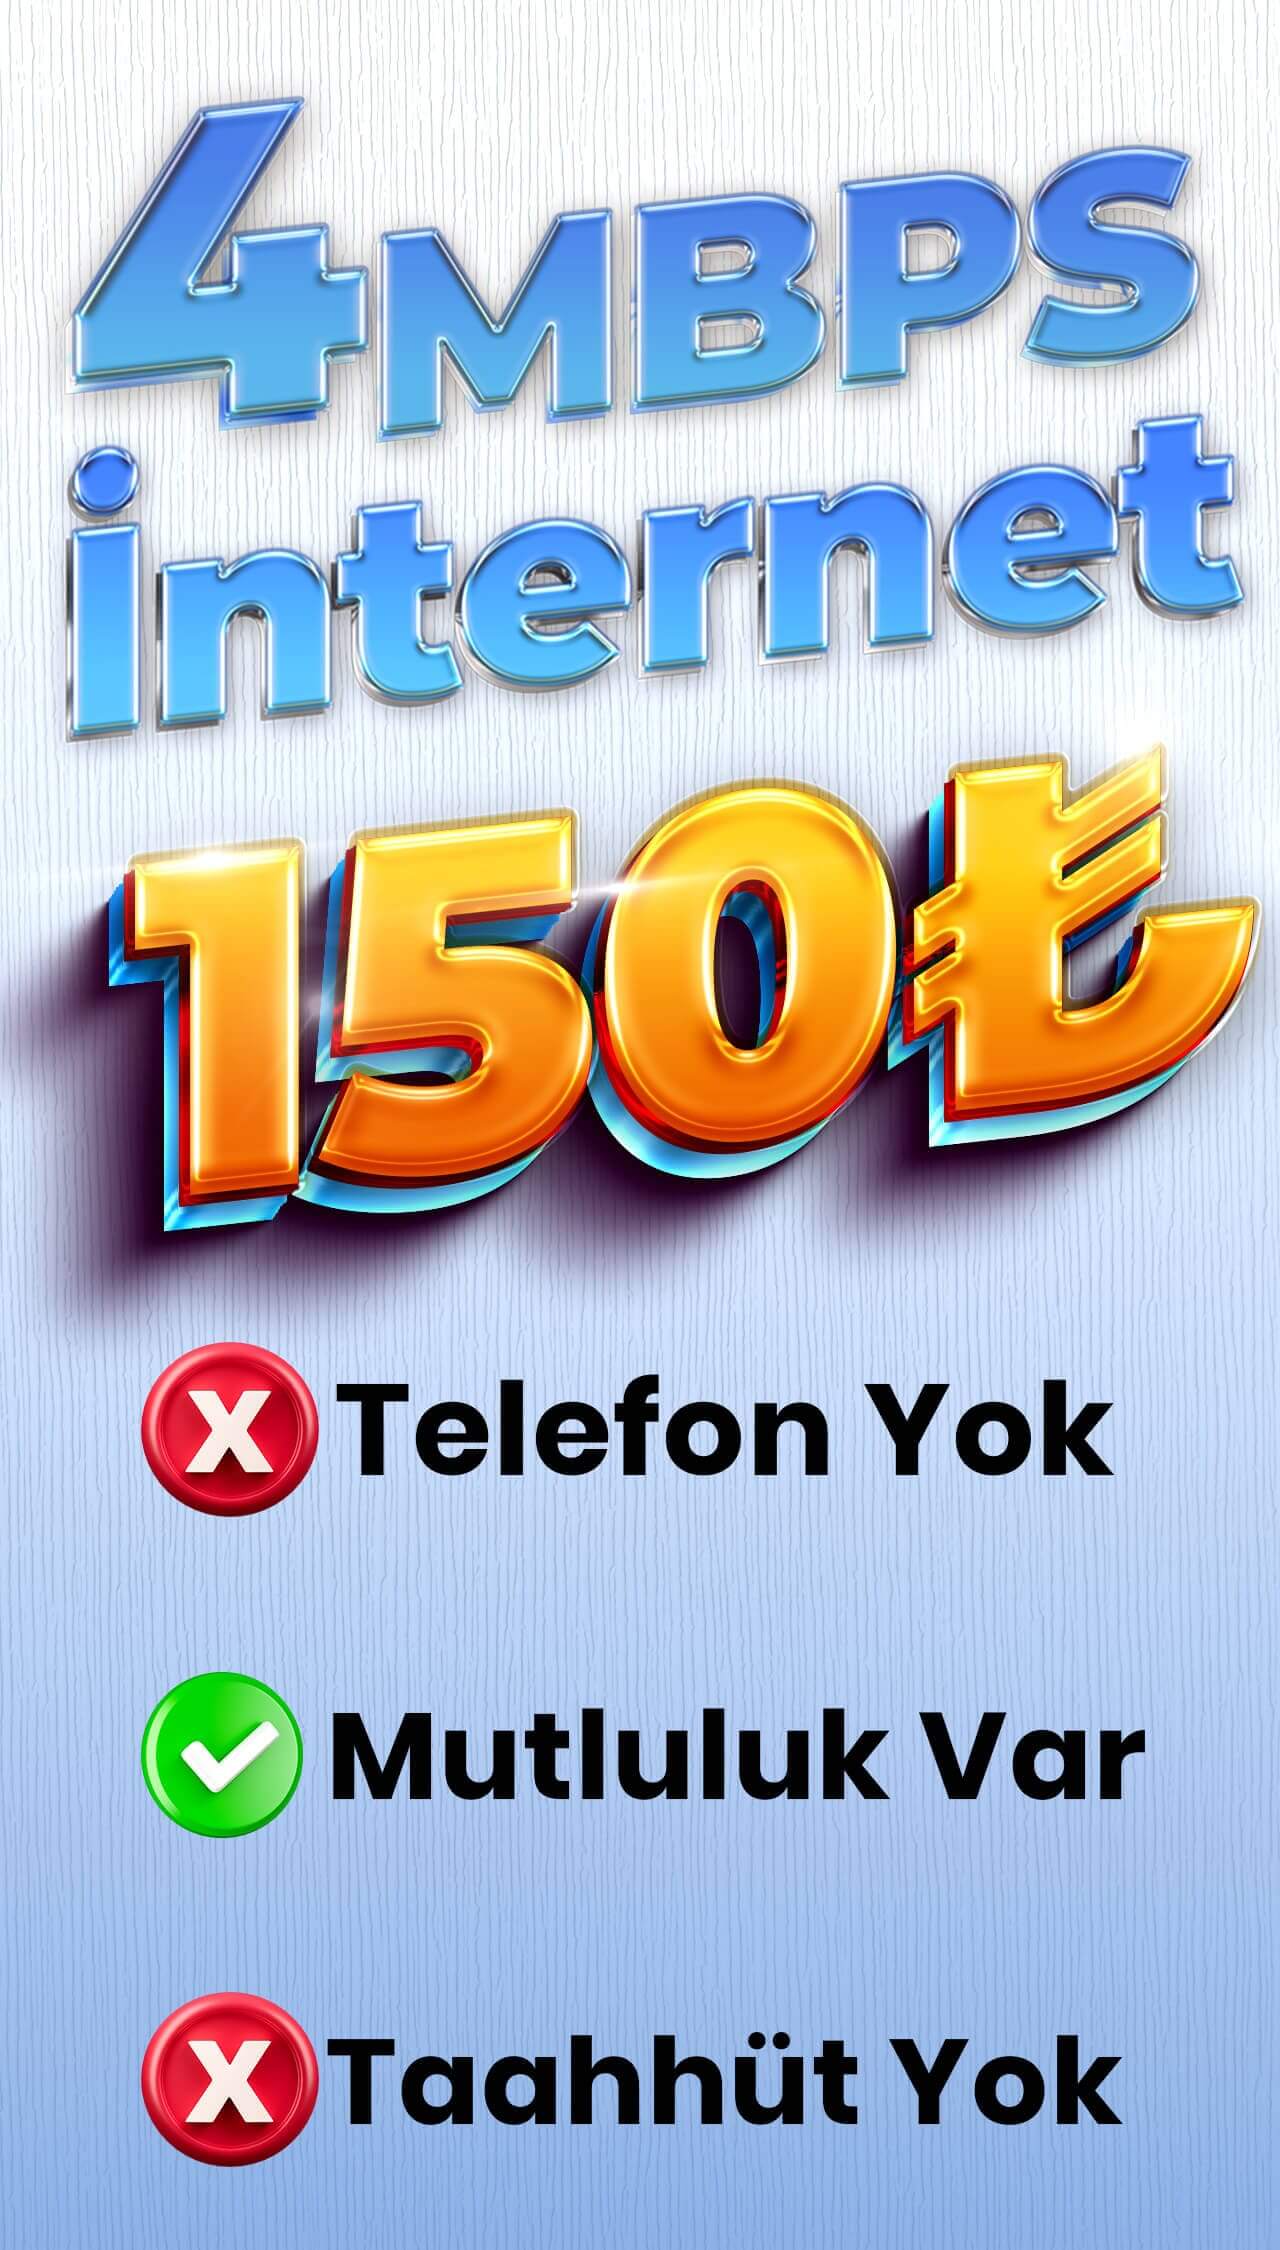 4MBPS
internet
150₺
X Telefon Yok
Mutluluk Var
X Taahhüt Yok